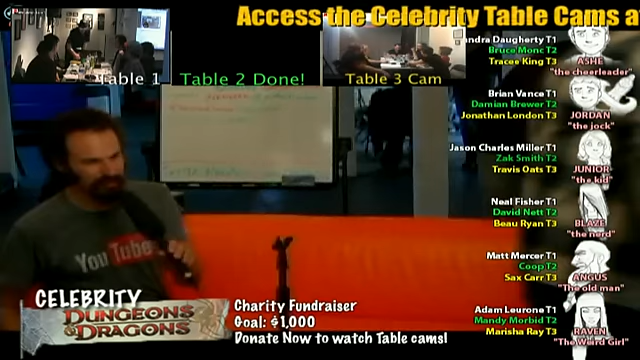 Access the Celebrity Table Cams a
Table 1
Table 2 Done!
Table 3 Cam
ndra Daugherty T1
Bruce Monc T2
Tracee King T3
ASHE
"the cheerleader"
Brian Vance T1
Damian Brewer T2
Jonathan London T3
JORDAN
"the jock"
Jason Charles Miller T1
Zak Smith T2
Travis Oats T3
JUNIOR
"the kid"
Neal Fisher T1
David Nett T2
Beau Ryan T3
BLAZE
"the nerd"
Matt Mercer T1
Coop T2
Sax Carr T3
ANGUS
"The old man"
Adam Leurone T1
Mandy Morbid T2
Marisha Ray T3
RAVEN
"The Weird Girl"
YouTube
CELEBRITY
DUNGEONS
& DRAGONS
Charity Fundraiser
Goal: $1,000
Donate Now to watch Table cams!